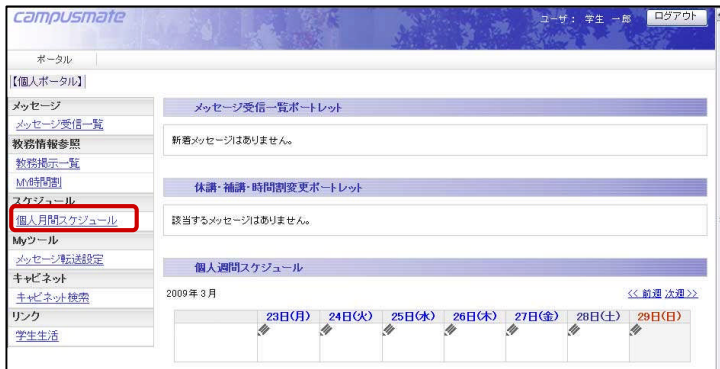 campusmate
ユーザ： 学生 一郎 ログアウト
ポータル
【個人ポータル】
メッセージ
メッセージ受信一覧
教務情報参照
教務掲示一覧
MY時間割
スケジュール
個人月間スケジュール
Myツール
メッセージ転送設定
キャビネット
キャビネット検索
リンク
学生生活
メッセージ受信一覧ポートレット
新着メッセージはありません。
休講・補講・時間割変更ポートレット
該当するメッセージはありません。
個人週間スケジュール
2009年3月 << 前週 次週 >>
23日(月) 24日(火) 25日(水) 26日(木) 27日(金) 28日(土) 29日(日)